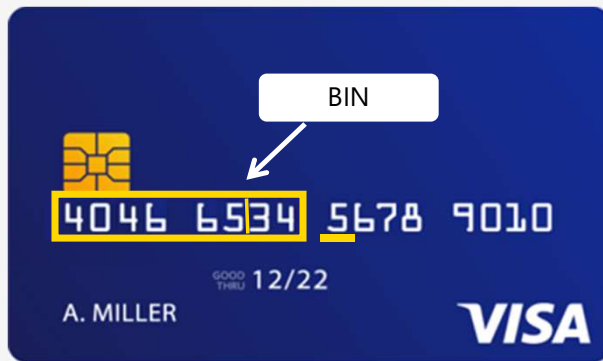 BIN
4046 6534 5678 9010
GOOD THRU 12/22
A. MILLER
VISA